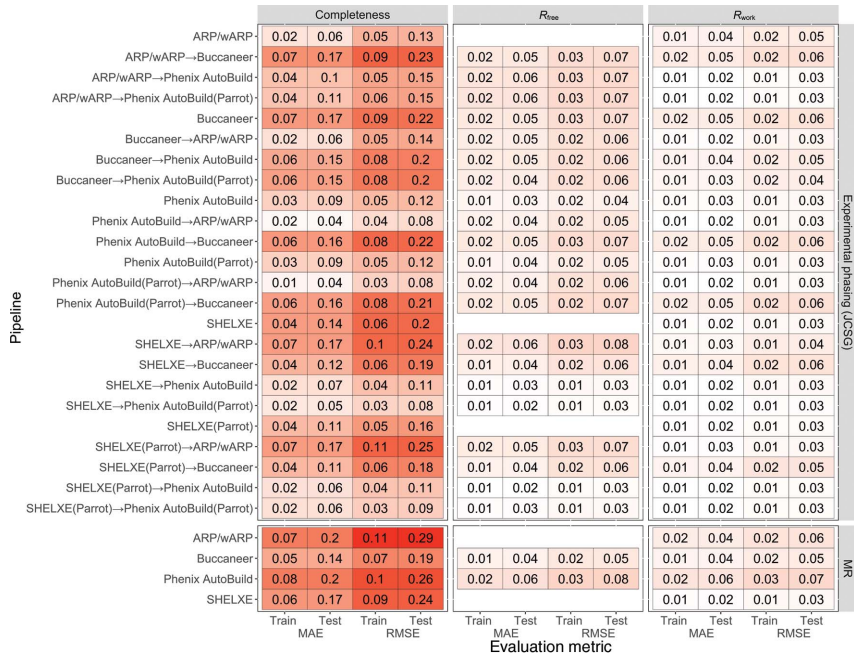 Completeness R free R work
ARP/wARP 0.02 0.06 0.05 0.13 0.01 0.04 0.02 0.05
ARP/wARP→Buccaneer 0.07 0.17 0.09 0.23 0.02 0.05 0.03 0.07 0.02 0.05 0.02 0.06
ARP/wARP→Phenix AutoBuild 0.04 0.1 0.05 0.15 0.02 0.06 0.03 0.07 0.01 0.02 0.01 0.03
ARP/wARP→Phenix AutoBuild(Parrot) 0.04 0.11 0.06 0.15 0.02 0.06 0.03 0.07 0.01 0.02 0.01 0.03
Buccaneer 0.07 0.17 0.09 0.22 0.02 0.05 0.03 0.07 0.02 0.05 0.02 0.06
Buccaneer→ARP/wARP 0.02 0.06 0.05 0.14 0.02 0.05 0.02 0.06 0.01 0.02 0.01 0.03
Buccaneer→Phenix AutoBuild 0.06 0.15 0.08 0.2 0.02 0.05 0.02 0.06 0.01 0.04 0.02 0.05
Buccaneer→Phenix AutoBuild(Parrot) 0.06 0.15 0.08 0.2 0.02 0.04 0.02 0.06 0.01 0.03 0.02 0.04
Phenix AutoBuild 0.03 0.09 0.05 0.12 0.01 0.03 0.02 0.04 0.01 0.02 0.01 0.03
Phenix AutoBuild→ARP/wARP 0.02 0.04 0.04 0.08 0.02 0.04 0.02 0.05 0.01 0.02 0.01 0.03
Phenix AutoBuild→Buccaneer 0.06 0.16 0.08 0.22 0.02 0.05 0.03 0.07 0.02 0.05 0.02 0.06
Phenix AutoBuild(Parrot) 0.03 0.09 0.05 0.12 0.01 0.03 0.02 0.04 0.01 0.02 0.01 0.03
Phenix AutoBuild(Parrot)→ARP/wARP 0.01 0.04 0.03 0.08 0.02 0.04 0.02 0.06 0.01 0.02 0.01 0.03
Phenix AutoBuild(Parrot)→Buccaneer 0.06 0.16 0.08 0.21 0.02 0.05 0.02 0.07 0.02 0.05 0.02 0.06
SHELXE 0.04 0.14 0.06 0.2 0.01 0.02 0.01 0.03
SHELXE→ARP/wARP 0.07 0.17 0.1 0.24 0.02 0.06 0.03 0.08 0.01 0.03 0.01 0.04
SHELXE→Buccaneer 0.04 0.12 0.06 0.19 0.01 0.04 0.02 0.06 0.01 0.04 0.02 0.06
SHELXE→Phenix AutoBuild 0.02 0.07 0.04 0.11 0.01 0.03 0.01 0.03 0.01 0.02 0.01 0.03
SHELXE→Phenix AutoBuild(Parrot) 0.02 0.05 0.03 0.08 0.01 0.02 0.01 0.03 0.01 0.02 0.01 0.03
SHELXE(Parrot) 0.04 0.11 0.05 0.16 0.01 0.02 0.01 0.03
SHELXE(Parrot)→ARP/wARP 0.07 0.17 0.11 0.25 0.02 0.05 0.03 0.07 0.01 0.03 0.01 0.03
SHELXE(Parrot)→Buccaneer 0.04 0.11 0.06 0.18 0.01 0.04 0.02 0.06 0.01 0.04 0.02 0.05
SHELXE(Parrot)→Phenix AutoBuild 0.02 0.06 0.04 0.11 0.01 0.02 0.01 0.03 0.01 0.02 0.01 0.03
SHELXE(Parrot)→Phenix AutoBuild(Parrot) 0.02 0.06 0.03 0.09 0.01 0.03 0.01 0.03 0.01 0.02 0.01 0.03
Experimental phasing (JCSG)
ARP/wARP 0.07 0.2 0.11 0.29 0.02 0.04 0.02 0.06
Buccaneer 0.05 0.14 0.07 0.19 0.01 0.04 0.02 0.05 0.01 0.04 0.02 0.05
Phenix AutoBuild 0.08 0.2 0.1 0.26 0.02 0.06 0.03 0.08 0.02 0.06 0.03 0.07
SHELXE 0.06 0.17 0.09 0.24 0.01 0.02 0.01 0.03
MR
Pipeline
Train Test Train Test Train Test Train Test Train Test Train Test
MAE RMSE MAE RMSE MAE RMSE
Evaluation metric